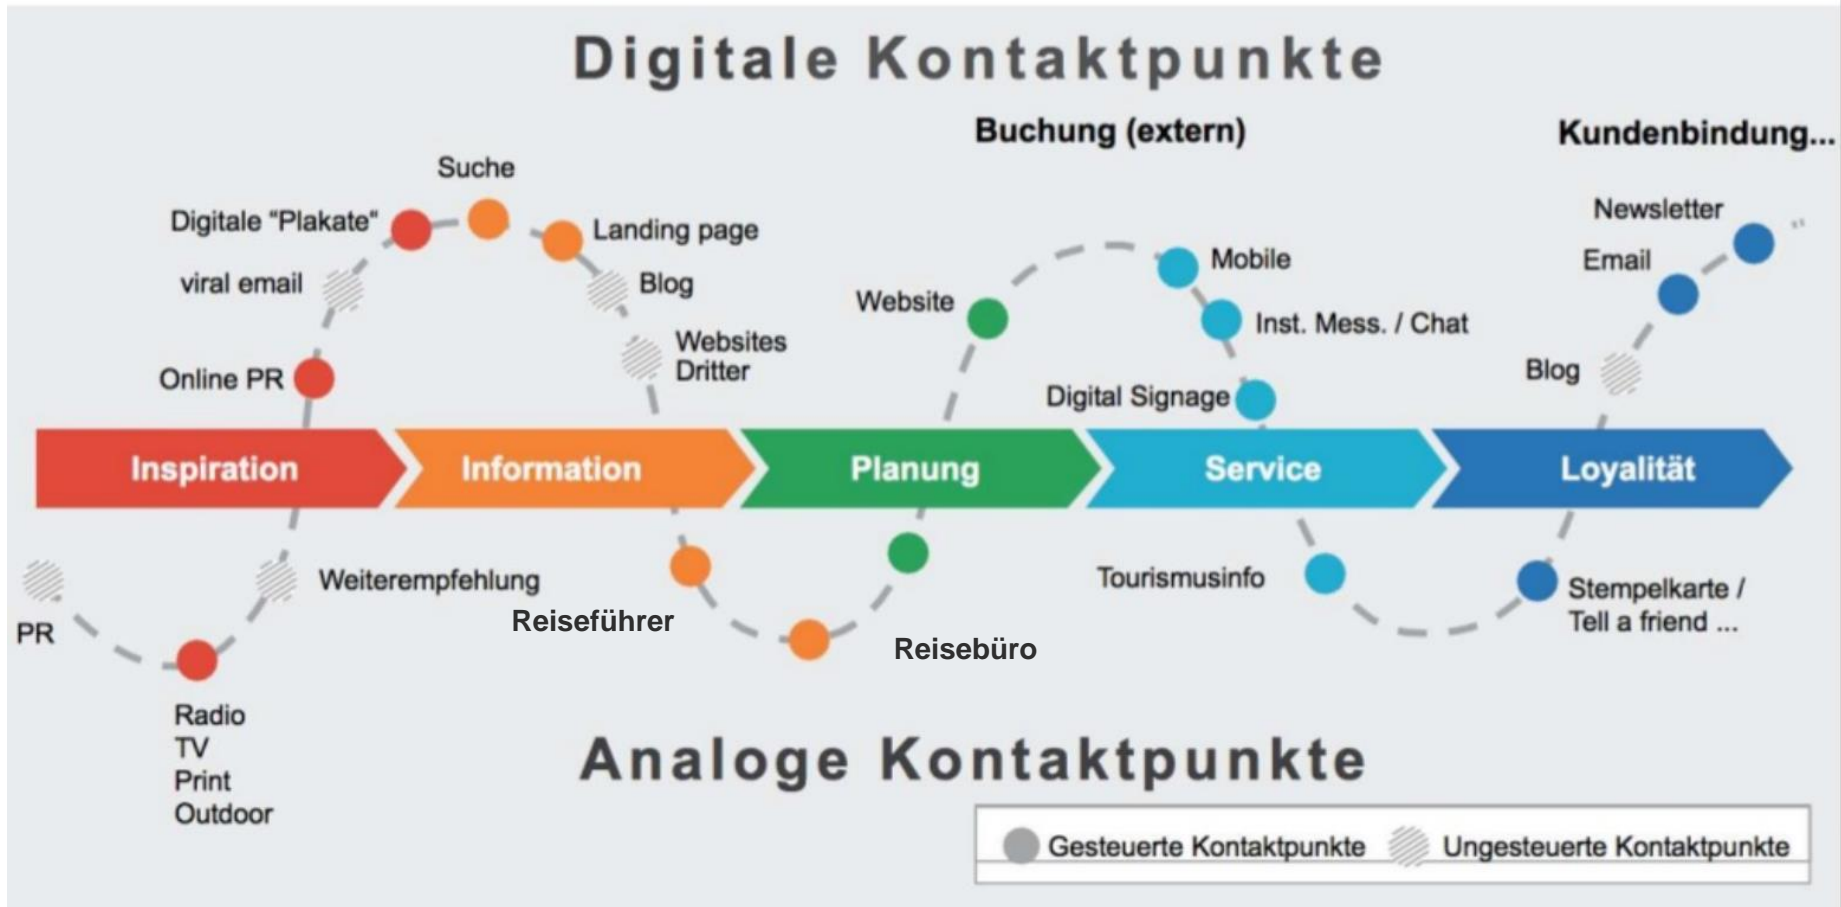 Digitale Kontaktpunkte
Buchung (extern)
Kundenbindung...
Suche
Digitale "Plakate"
Landing page
viral email
Blog
Online PR
Websites
Dritter
Website
Mobile
Inst. Mess. / Chat
Digital Signage
Newsletter
Email
Blog
Inspiration
Information
Planung
Service
Loyalität
PR
Weiterempfehlung
Radio
TV
Print
Outdoor
Reiseführer
Reisebüro
Tourismusinfo
Stempelkarte /
Tell a friend ...
Analoge Kontaktpunkte
Gesteuerte Kontaktpunkte
Ungesteuerte Kontaktpunkte